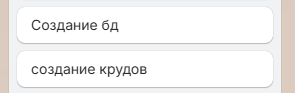 Создание бд
создание крудов